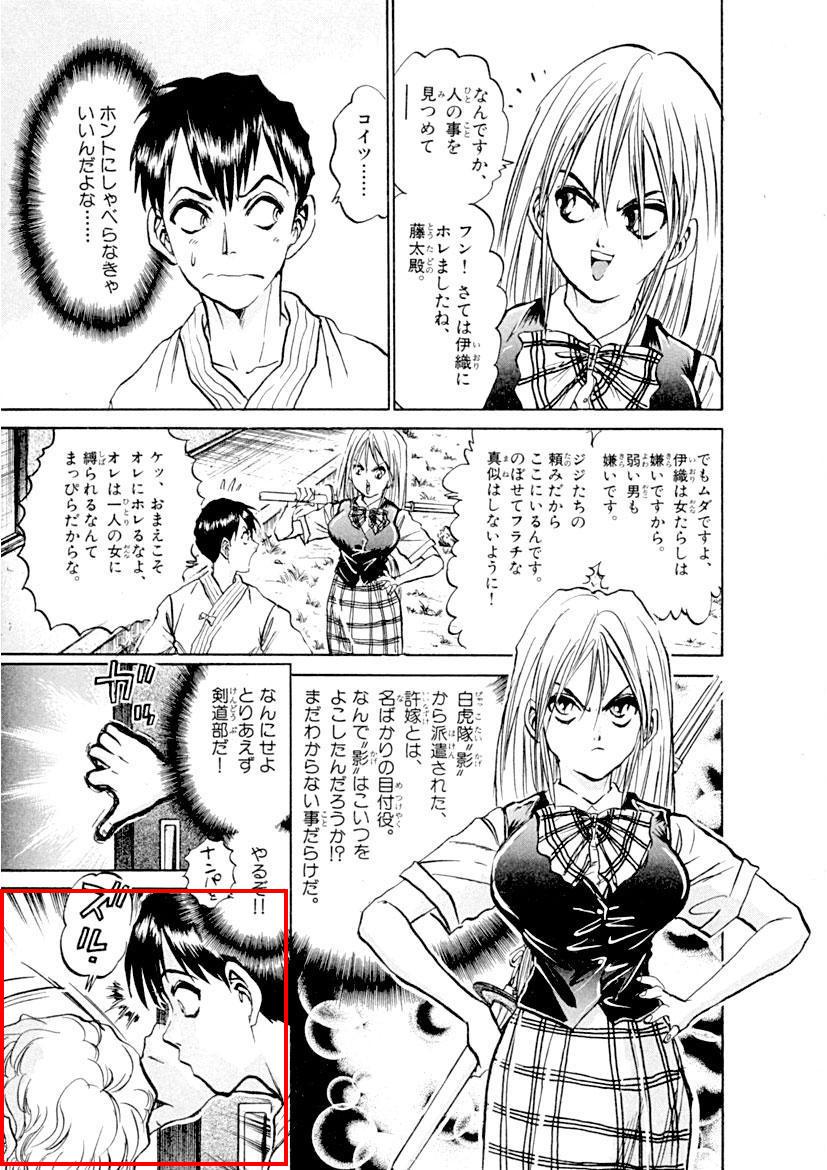 なんですか、
人の事を
見つめて
――
フン！さては伊織に
ホレましたね、
藤太殿。
コイツ……
ホントにしゃべらなきゃ
いいんだよな……
でもムダですよ、
伊織は女たらしは
嫌いですから。
弱い男も
嫌いです。
ジジたちの
頼みだから
ここにいるんです。
のぼせてフラチな
真似はしないように！
ケッ、おまえこそ
オレにホレるなよ、
オレは一人の女に
縛られるなんて
まっぴらだからな。
白虎隊〝影〟
から派遣された、
許嫁とは、
名ばかりの目付役。
なんで〝影〟はこいつを
よこしたんだろうか!?
まだわからない事だらけだ。
なんにせよ
とりあえず
剣道部だ！
ガッ
やるぞ!!
ナンパと
ズル・